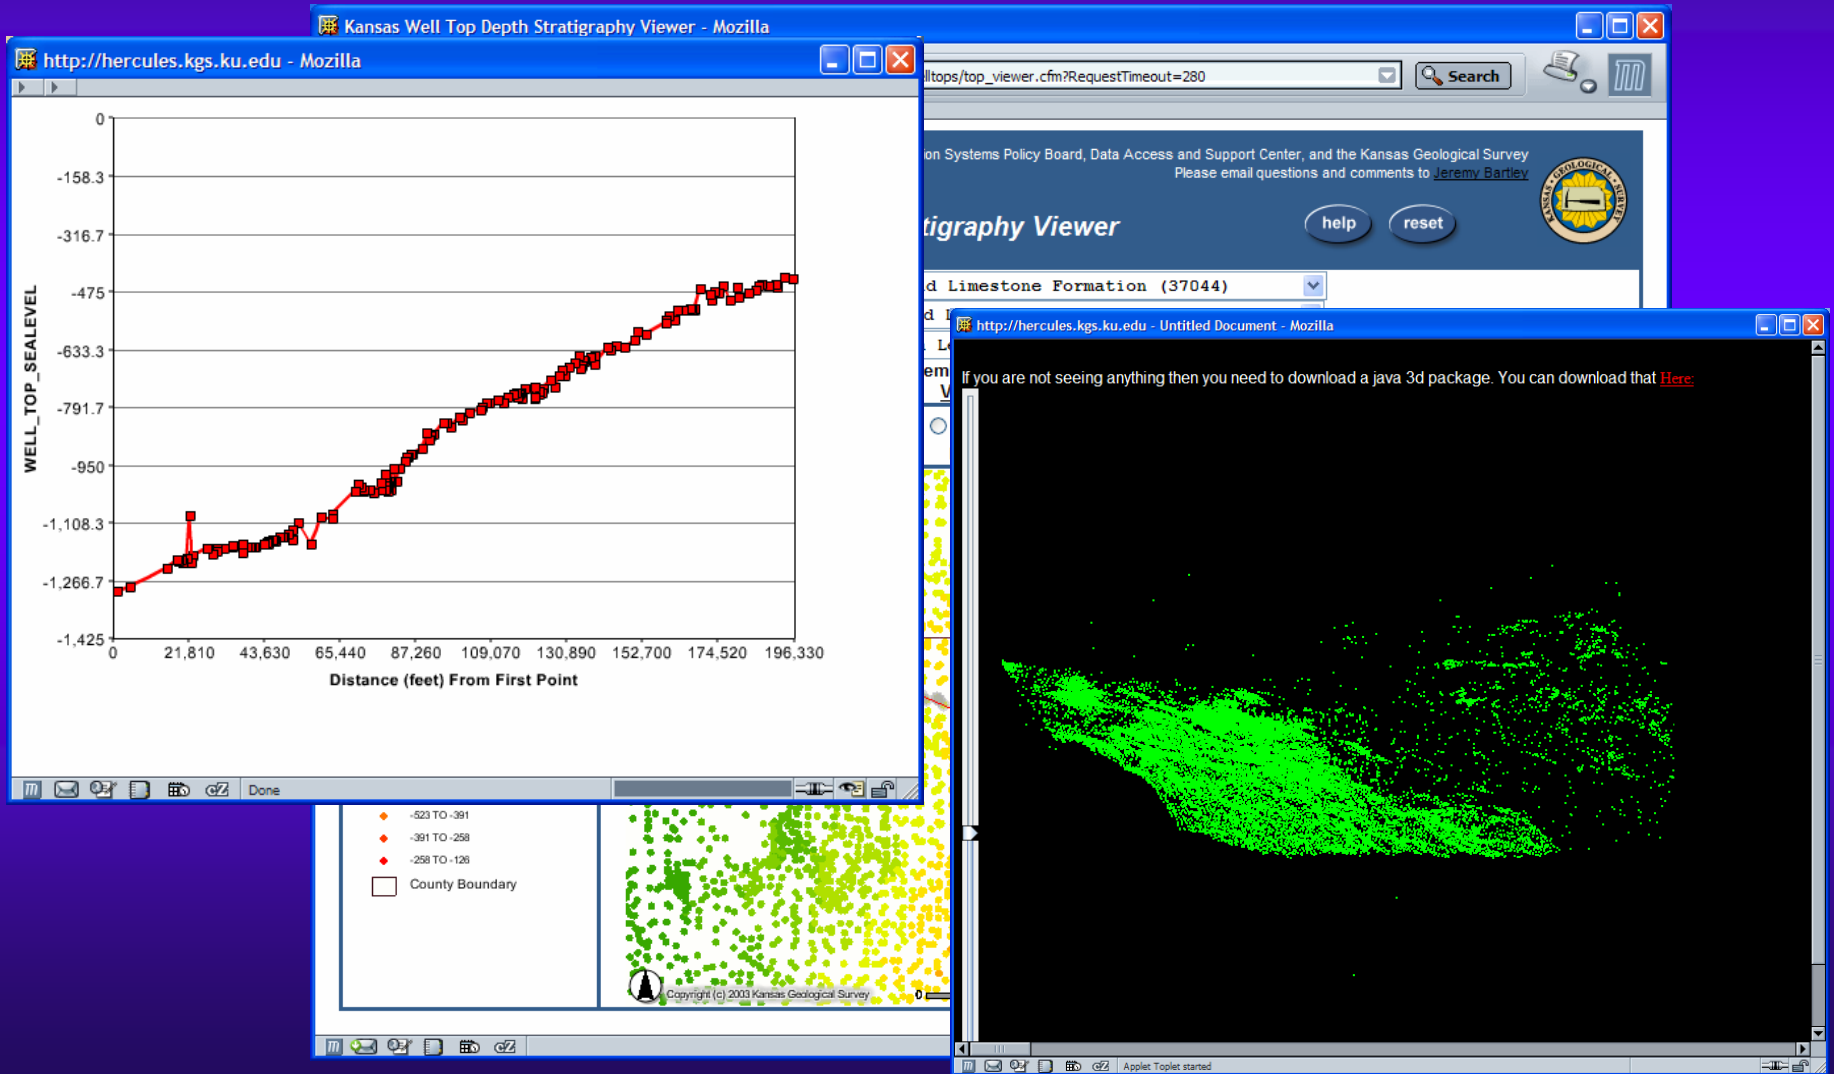 Kansas Well Top Depth Stratigraphy Viewer - Mozilla
http://hercules.kgs.ku.edu - Mozilla
lltops/top_viewer.cfm?RequestTimeout=280
Search
ion Systems Policy Board, Data Access and Support Center, and the Kansas Geological Survey
Please email questions and comments to Jeremy Bartley
tigraphy Viewer
help
reset
KANSAS GEOLOGICAL SURVEY
d Limestone Formation (37044)
0
-158.3
-316.7
-475
-633.3
-791.7
-950
-1,108.3
-1,266.7
-1,425
WELL_TOP_SEALEVEL
0 21,810 43,630 65,440 87,260 109,070 130,890 152,700 174,520 196,330
Distance (feet) From First Point
Done
http://hercules.kgs.ku.edu - Untitled Document - Mozilla
If you are not seeing anything then you need to download a java 3d package. You can download that Here:
-523 TO -391
-391 TO -258
-258 TO -126
County Boundary
Copyright (c) 2003 Kansas Geological Survey
0
Applet Toplet started